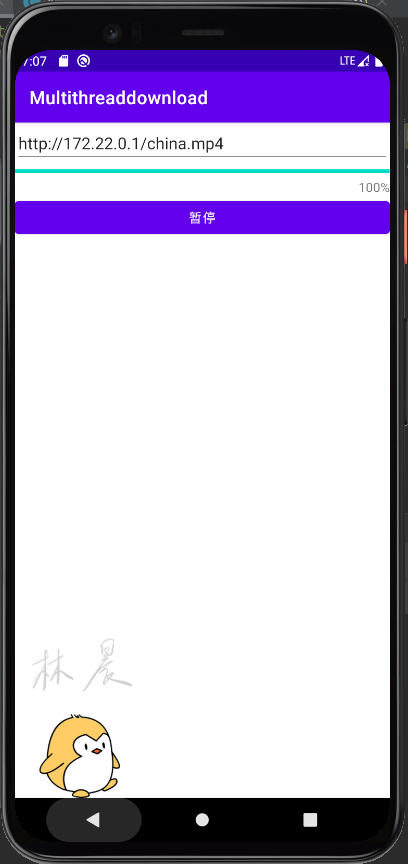 7:07 LTE
Multithreaddownload
http://172.22.0.1/china.mp4
100%
暂停
林晨